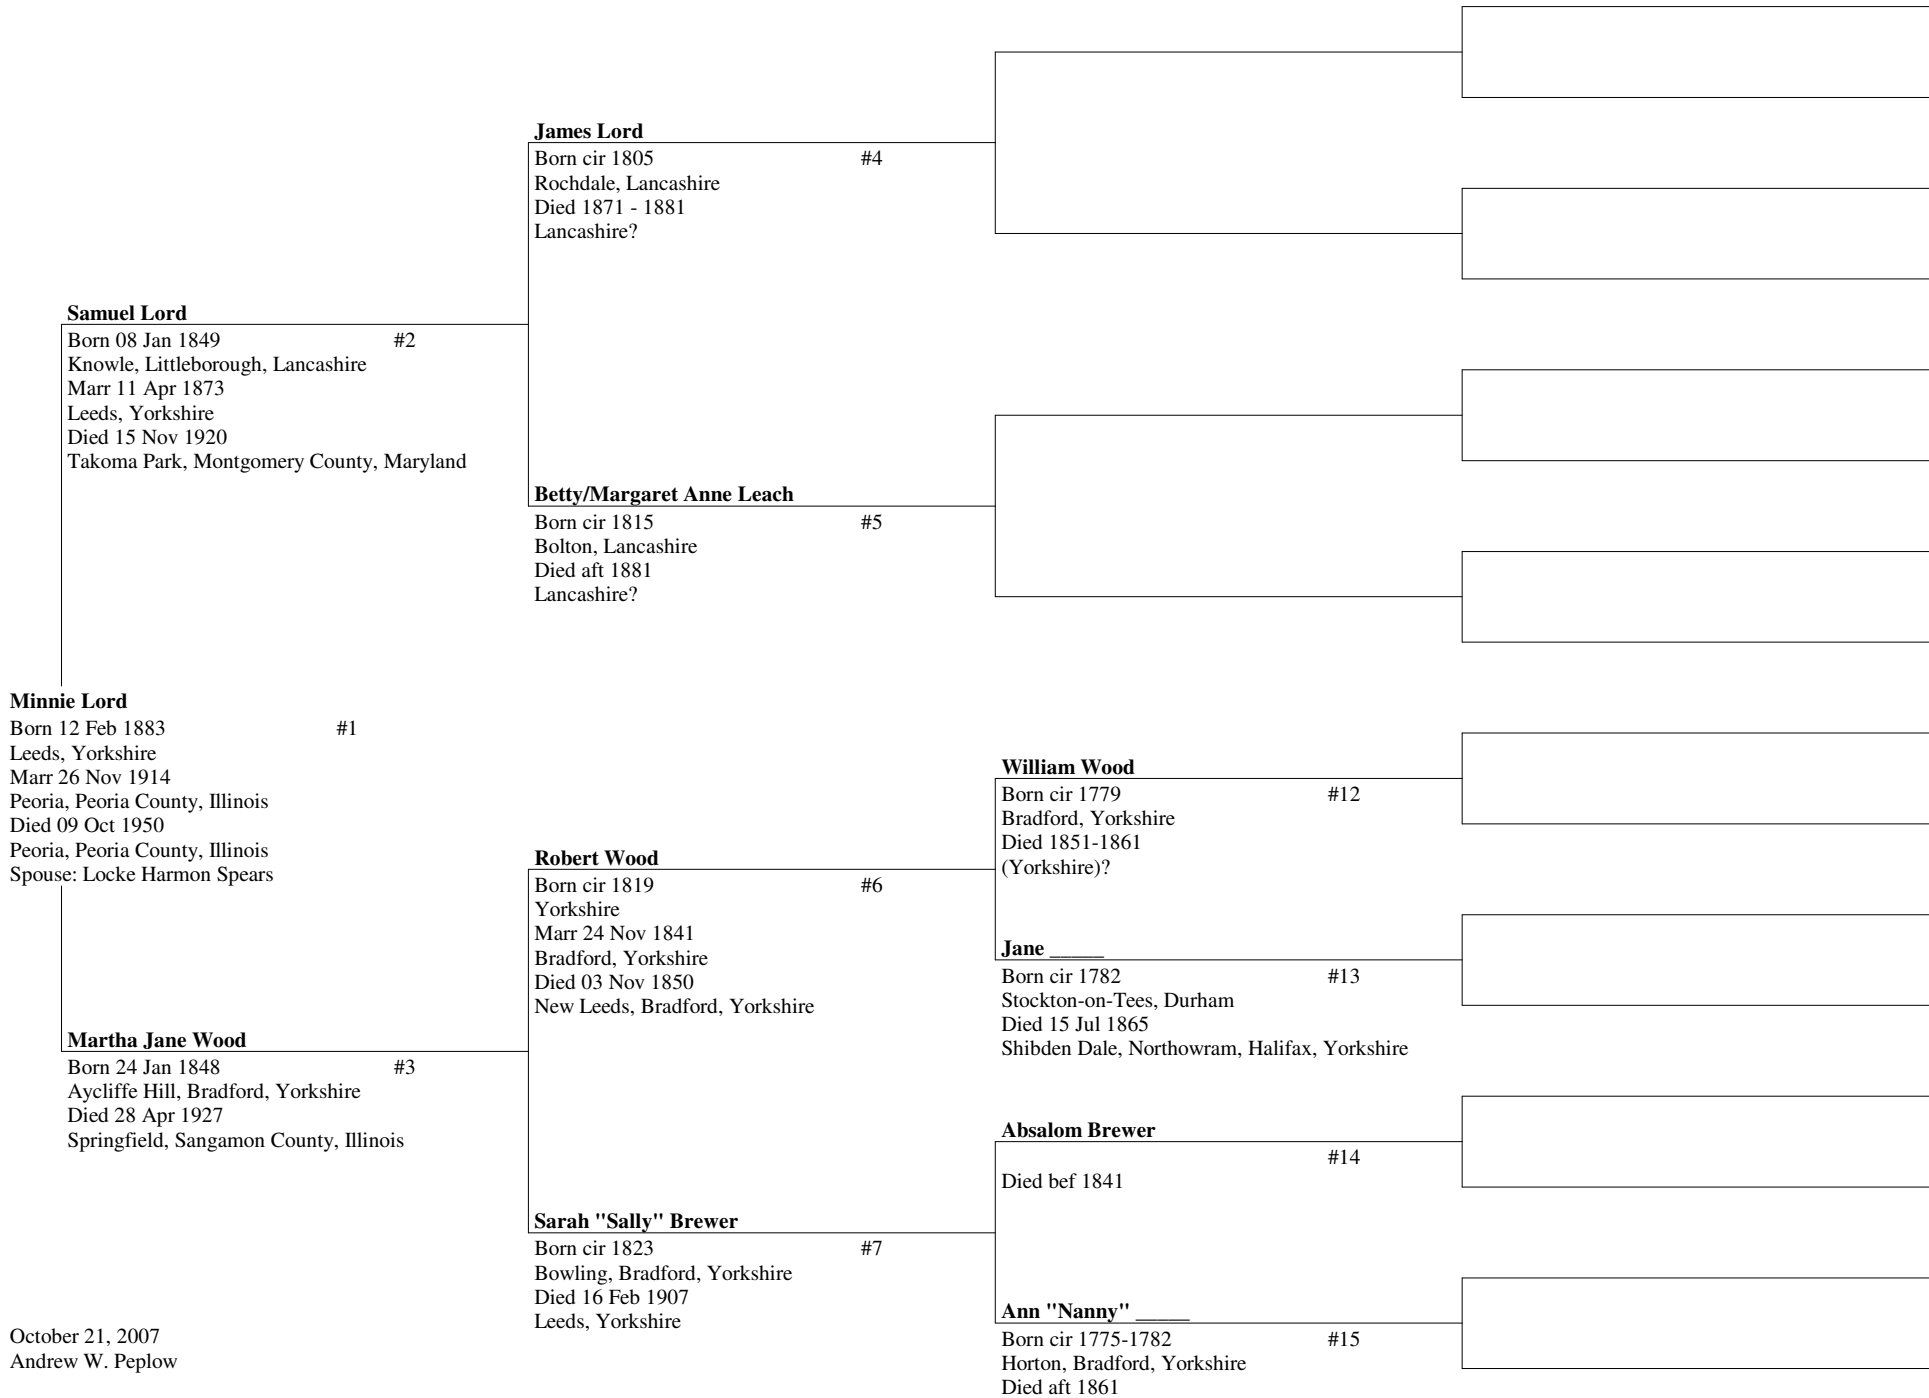 James Lord
Born cir 1805 #4
Rochdale, Lancashire
Died 1871 - 1881
Lancashire?
Samuel Lord
Born 08 Jan 1849 #2
Knowle, Littleborough, Lancashire
Marr 11 Apr 1873
Leeds, Yorkshire
Died 15 Nov 1920
Takoma Park, Montgomery County, Maryland
Betty/Margaret Anne Leach
Born cir 1815 #5
Bolton, Lancashire
Died aft 1881
Lancashire?
Minnie Lord
Born 12 Feb 1883 #1
Leeds, Yorkshire
Marr 26 Nov 1914
Peoria, Peoria County, Illinois
Died 09 Oct 1950
Peoria, Peoria County, Illinois
Spouse: Locke Harmon Spears
William Wood
Born cir 1779 #12
Bradford, Yorkshire
Died 1851-1861
(Yorkshire)?
Robert Wood
Born cir 1819 #6
Yorkshire
Marr 24 Nov 1841
Bradford, Yorkshire
Died 03 Nov 1850
New Leeds, Bradford, Yorkshire
Jane _____
Born cir 1782 #13
Stockton-on-Tees, Durham
Died 15 Jul 1865
Shibden Dale, Northowram, Halifax, Yorkshire
Martha Jane Wood
Born 24 Jan 1848 #3
Aycliffe Hill, Bradford, Yorkshire
Died 28 Apr 1927
Springfield, Sangamon County, Illinois
Absalom Brewer
#14
Died bef 1841
Sarah "Sally" Brewer
Born cir 1823 #7
Bowling, Bradford, Yorkshire
Died 16 Feb 1907
Leeds, Yorkshire
Ann "Nanny" _____
Born cir 1775-1782 #15
Horton, Bradford, Yorkshire
Died aft 1861
October 21, 2007
Andrew W. Peplow